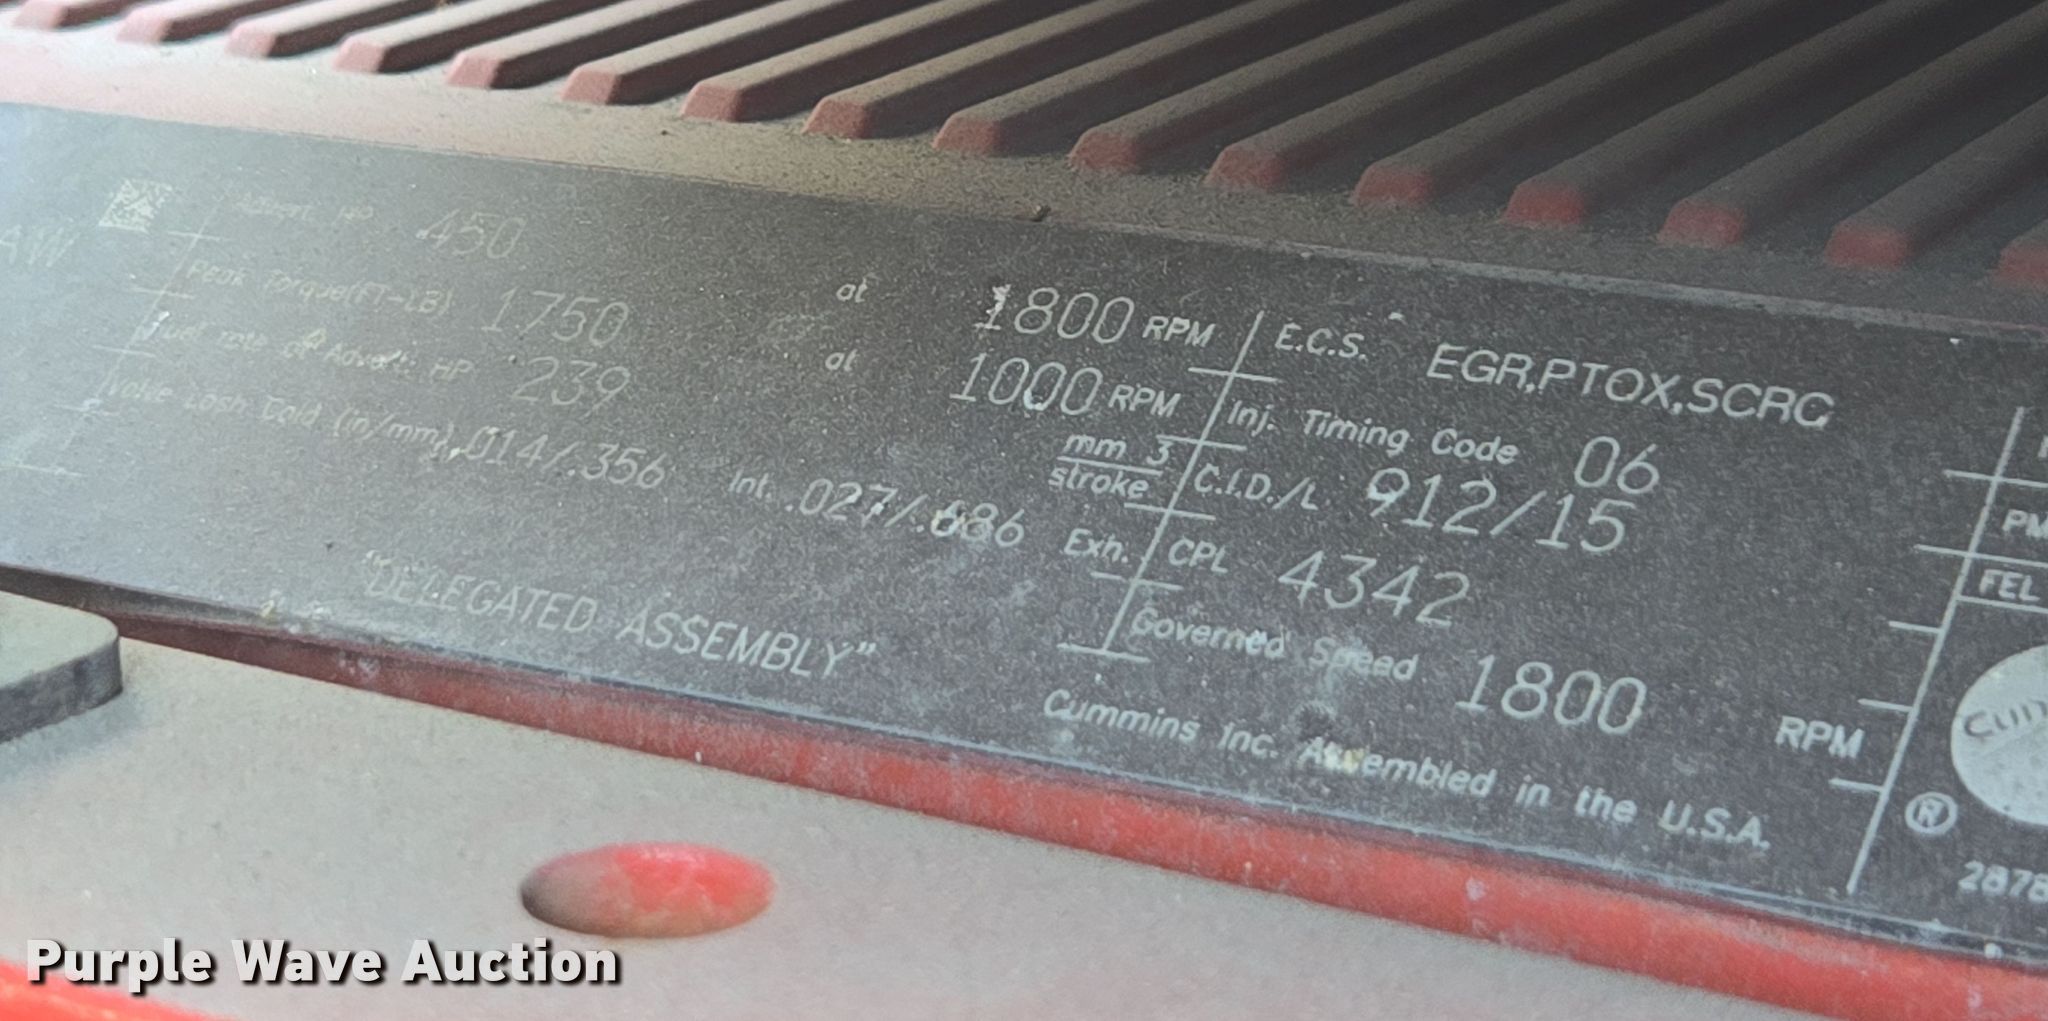 AW
Advert. HP 450 at 1800 RPM
Peak Torque(FT-LB) 1750 at 1000 RPM
Fuel rate at Advert. HP 239 mm 3 stroke
Valve Lash Cold (in/mm) .014/.356 Int. .027/.686 Exh.
"DELEGATED ASSEMBLY"
E.C.S. EGR,PTOX,SCRC
Inj. Timing Code 06
C.I.D./L 912/15
CPL 4342
Governed Speed 1800 RPM
Cummins Inc. Assembled in the U.S.A.
FEL
®
Purple Wave Auction